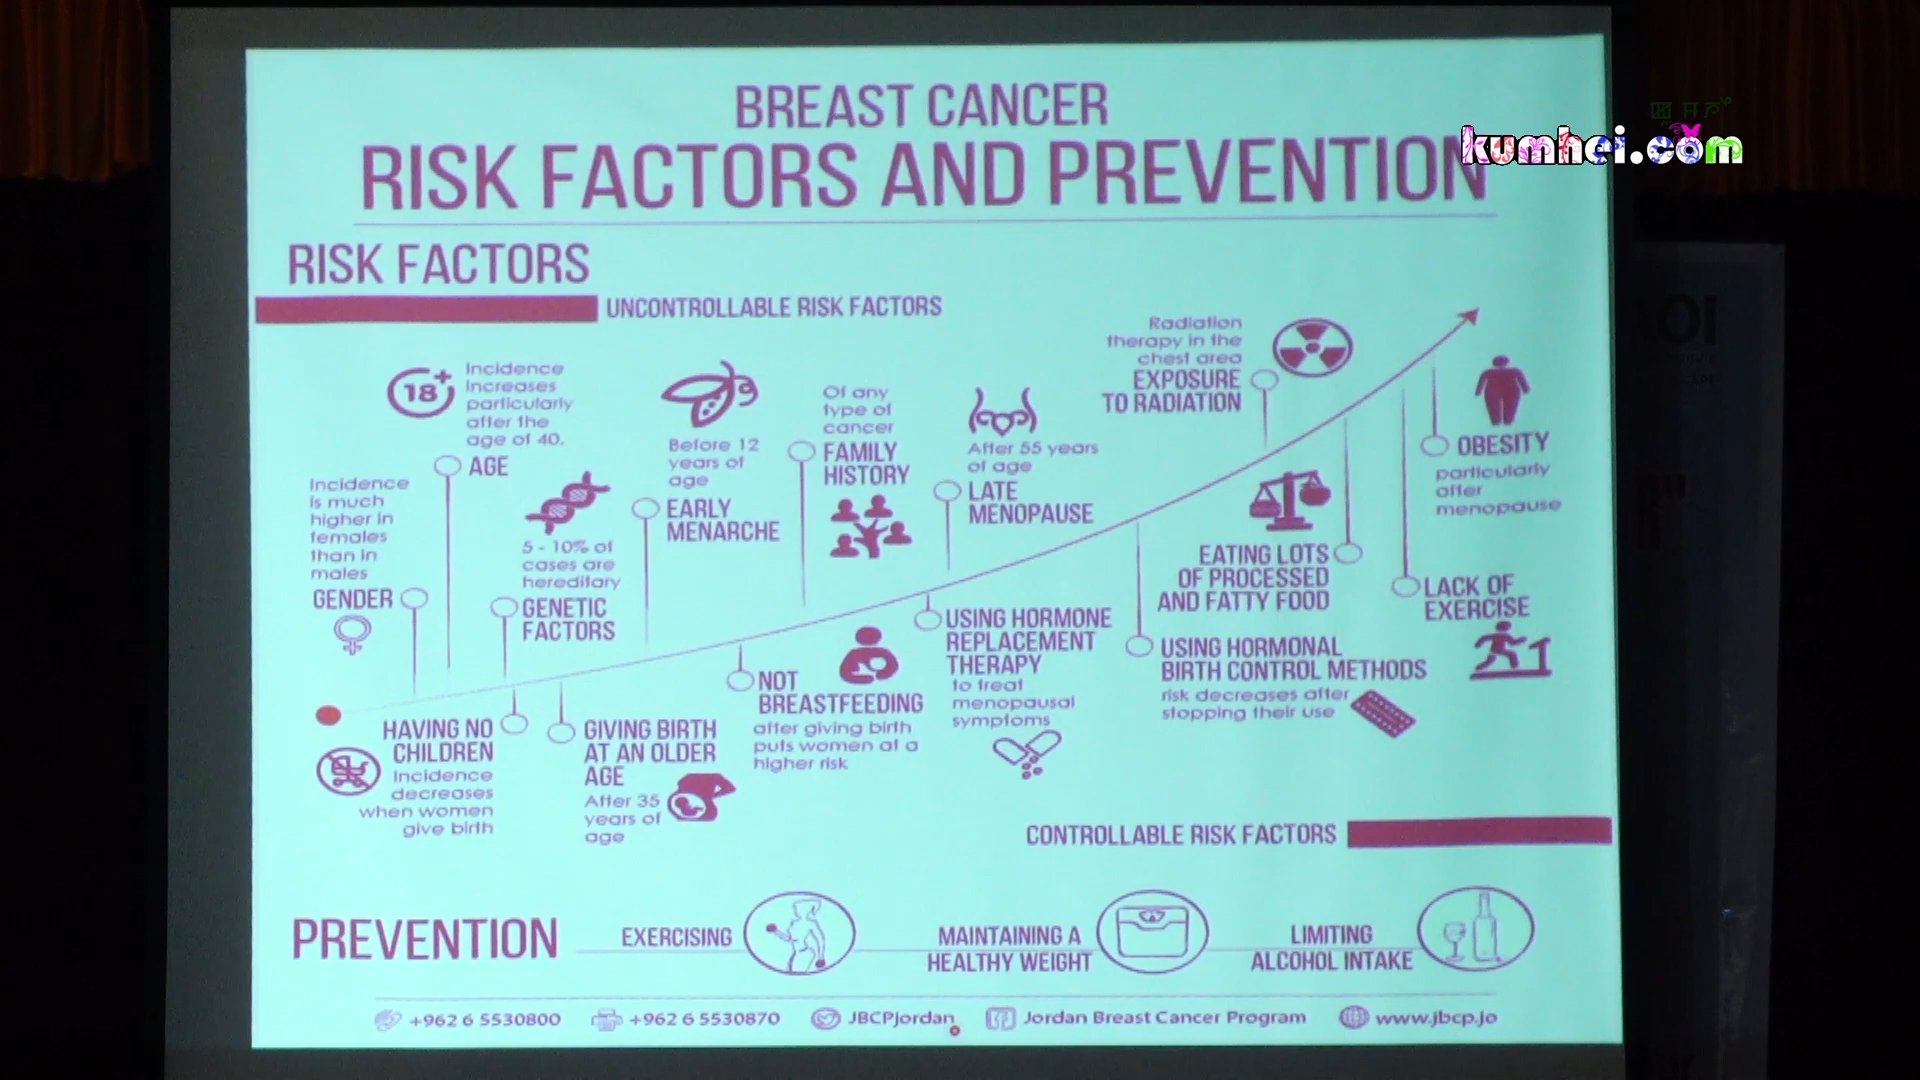 BREAST CANCER
RISK FACTORS AND PREVENTION
kumhei.com
RISK FACTORS
UNCONTROLLABLE RISK FACTORS
18+
Incidence
increases
particularly
after the
age of 40.
AGE
Incidence
is much
higher in
females
than in
males
GENDER
5 - 10% of
cases are
hereditary
GENETIC
FACTORS
Before 12
years of
age
EARLY
MENARCHE
Of any
type of
cancer
FAMILY
HISTORY
After 55 years
of age
LATE
MENOPAUSE
Radiation
therapy in the
chest area
EXPOSURE
TO RADIATION
HAVING NO
CHILDREN
Incidence
decreases
when women
give birth
GIVING BIRTH
AT AN OLDER
AGE
After 35
years of
age
NOT
BREASTFEEDING
after giving birth
puts women at a
higher risk
USING HORMONE
REPLACEMENT
THERAPY
to treat
menopausal
symptoms
USING HORMONAL
BIRTH CONTROL METHODS
risk decreases after
stopping their use
EATING LOTS
OF PROCESSED
AND FATTY FOOD
LACK OF
EXERCISE
OBESITY
particularly
after
menopause
CONTROLLABLE RISK FACTORS
PREVENTION
EXERCISING
MAINTAINING A
HEALTHY WEIGHT
LIMITING
ALCOHOL INTAKE
+962 6 5530800
+962 6 5530870
JBCPJordan
Jordan Breast Cancer Program
www.jbcp.jo